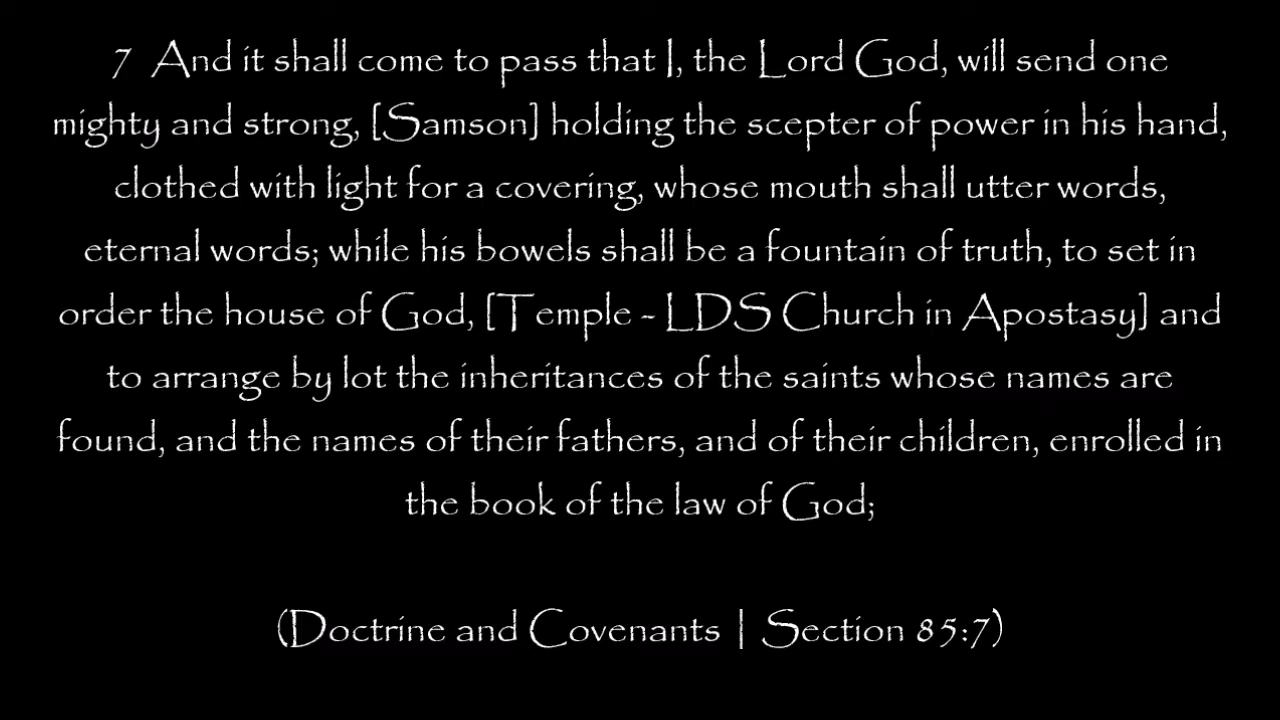 7 And it shall come to pass that I, the Lord God, will send one
mighty and strong, [Samson] holding the scepter of power in his hand,
clothed with light for a covering, whose mouth shall utter words,
eternal words; while his bowels shall be a fountain of truth, to set in
order the house of God, [Temple - LDS Church in Apostasy] and
to arrange by lot the inheritances of the saints whose names are
found, and the names of their fathers, and of their children, enrolled in
the book of the law of God;
(Doctrine and Covenants | Section 85:7)